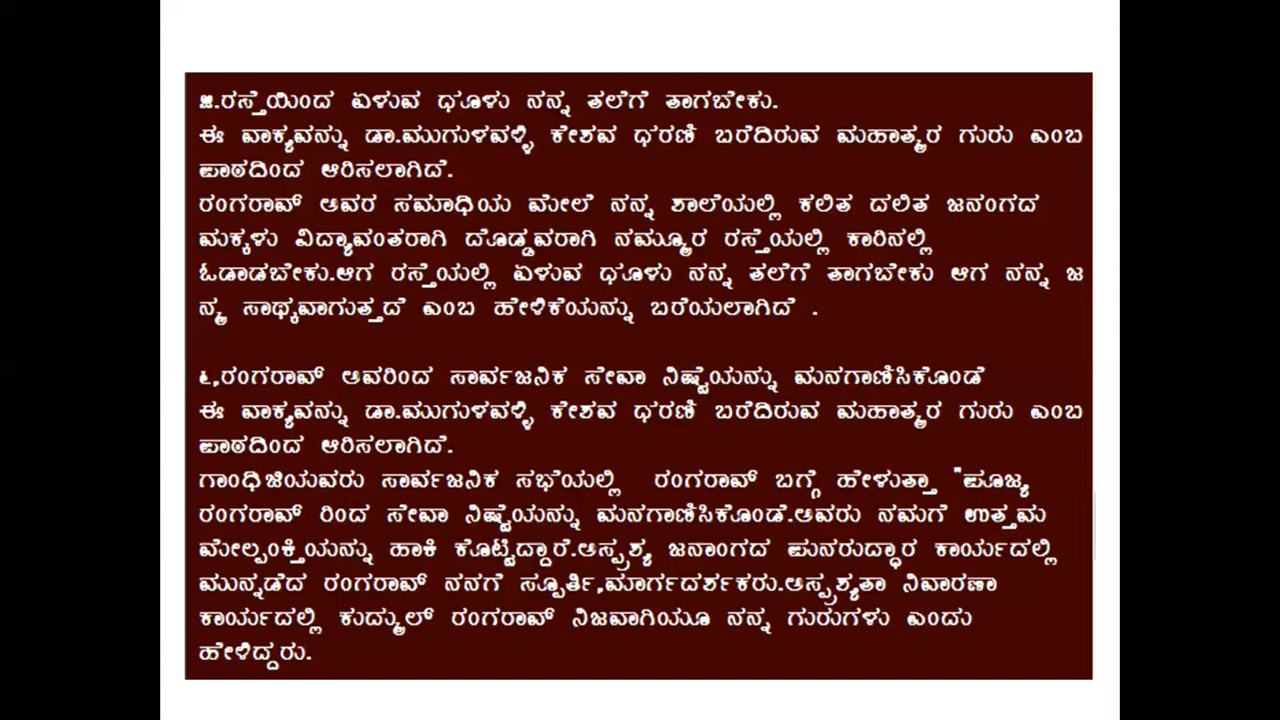 ೫.ರಸ್ತೆಯಿಂದ ಏಳುವ ಧೂಳು ನನ್ನ ತಲೆಗೆ ತಾಗಬೇಕು.
ಈ ವಾಕ್ಯವನ್ನು ಡಾ.ಮುಗುಳವಳ್ಳಿ ಕೇಶವ ಧರಣಿ ಬರೆದಿರುವ ಮಹಾತ್ಮರ ಗುರು ಎಂಬ
ಪಾಠದಿಂದ ಆರಿಸಲಾಗಿದೆ.
ರಂಗರಾವ್ ಅವರ ಸಮಾಧಿಯ ಮೇಲೆ ನನ್ನ ಶಾಲೆಯಲ್ಲಿ ಕಲಿತ ದಲಿತ ಜನಂಗದ
ಮಕ್ಕಳು ವಿದ್ಯಾವಂತರಾಗಿ ದೊಡ್ಡವರಾಗಿ ನಮ್ಮೂರ ರಸ್ತೆಯಲ್ಲಿ ಕಾರಿನಲ್ಲಿ
ಓಡಾಡಬೇಕು.ಆಗ ರಸ್ತೆಯಲ್ಲಿ ಏಳುವ ಧೂಳು ನನ್ನ ತಲೆಗೆ ತಾಗಬೇಕು ಆಗ ನನ್ನ ಜ
ನ್ಮ ಸಾರ್ಥಕವಾಗುತ್ತದೆ ಎಂಬ ಹೇಳಿಕೆಯನ್ನು ಬರೆಯಲಾಗಿದೆ .
೬,ರಂಗರಾವ್ ಅವರಿಂದ ಸಾರ್ವಜನಿಕ ಸೇವಾ ನಿಷ್ಟೆಯನ್ನು ಮನಗಾಣಿಸಿಕೊಂಡೆ
ಈ ವಾಕ್ಯವನ್ನು ಡಾ.ಮುಗುಳವಳ್ಳಿ ಕೇಶವ ಧರಣಿ ಬರೆದಿರುವ ಮಹಾತ್ಮರ ಗುರು ಎಂಬ
ಪಾಠದಿಂದ ಆರಿಸಲಾಗಿದೆ.
ಗಾಂಧಿಜಿಯವರು ಸಾರ್ವಜನಿಕ ಸಭೆಯಲ್ಲಿ ರಂಗರಾವ್ ಬಗ್ಗೆ ಹೇಳುತ್ತಾ "ಪೂಜ್ಯ
ರಂಗರಾವ್ ರಿಂದ ಸೇವಾ ನಿಷ್ಟೆಯನ್ನು ಮನಗಾಣಿಸಿಕೊಂಡೆ.ಅವರು ನಮಗೆ ಉತ್ತಮ
ಮೇಲ್ಪಂಕ್ತಿಯನ್ನು ಹಾಕಿ ಕೊಟ್ಟಿದ್ದಾರೆ.ಅಸ್ಪ್ರಶ್ಯ ಜನಾಂಗದ ಪುನರುದ್ಧಾರ ಕಾರ್ಯದಲ್ಲಿ
ಮುನ್ನಡೆದ ರಂಗರಾವ್ ನನಗೆ ಸ್ಪೂರ್ತಿ,ಮಾರ್ಗದರ್ಶಕರು.ಅಸ್ಪ್ರಶ್ಯತಾ ನಿವಾರಣಾ
ಕಾರ್ಯದಲ್ಲಿ ಕುದ್ಮುಲ್ ರಂಗರಾವ್ ನಿಜವಾಗಿಯೂ ನನ್ನ ಗುರುಗಳು ಎಂದು
ಹೇಳಿದ್ದರು.